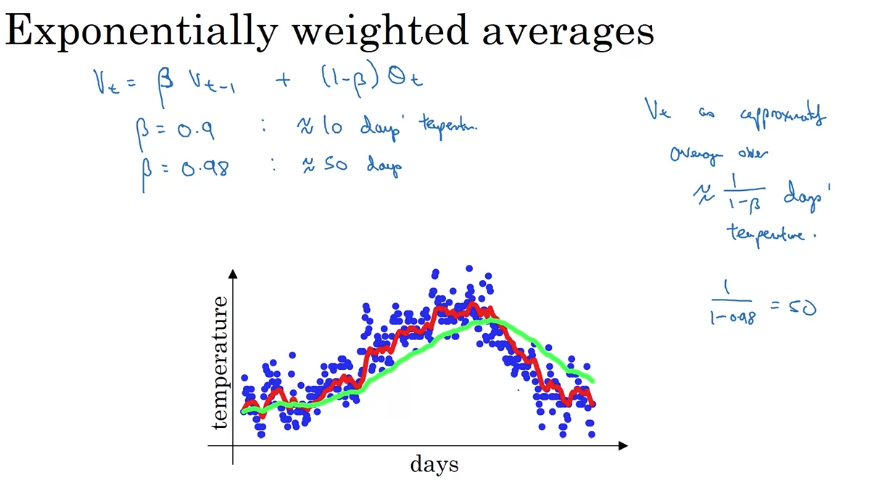 Exponentially weighted averages
Vt = β Vt-1 + (1-β) θt
β = 0.9 : ≈ 10 days' temperatur.
β = 0.98 : ≈ 50 days
Vt as approximately
average over
≈ 1/(1-β) days'
temperature.
1/(1-0.98) = 50
temperature
days